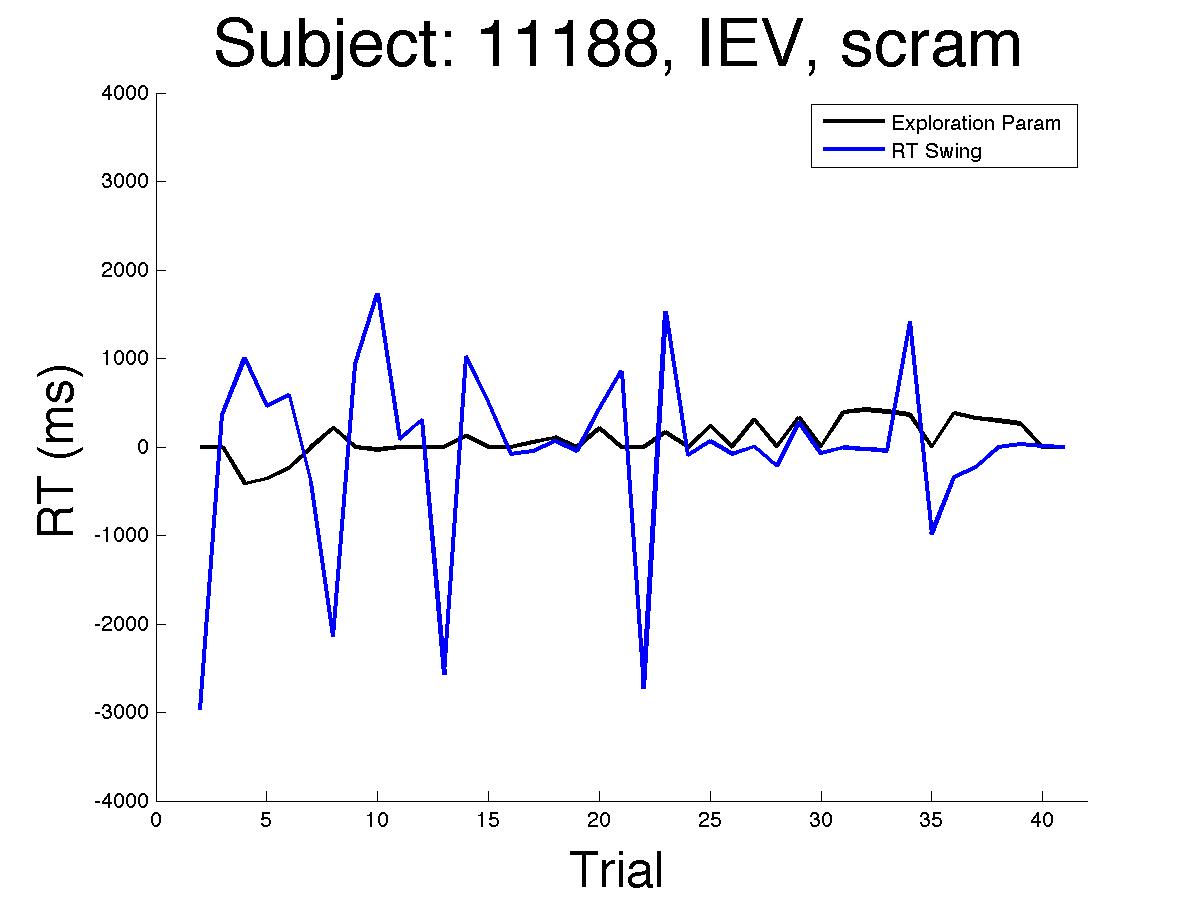 Subject: 11188, IEV, scram
Exploration Param
RT Swing
4000
3000
2000
1000
0
-1000
-2000
-3000
-4000
RT (ms)
0 5 10 15 20 25 30 35 40
Trial